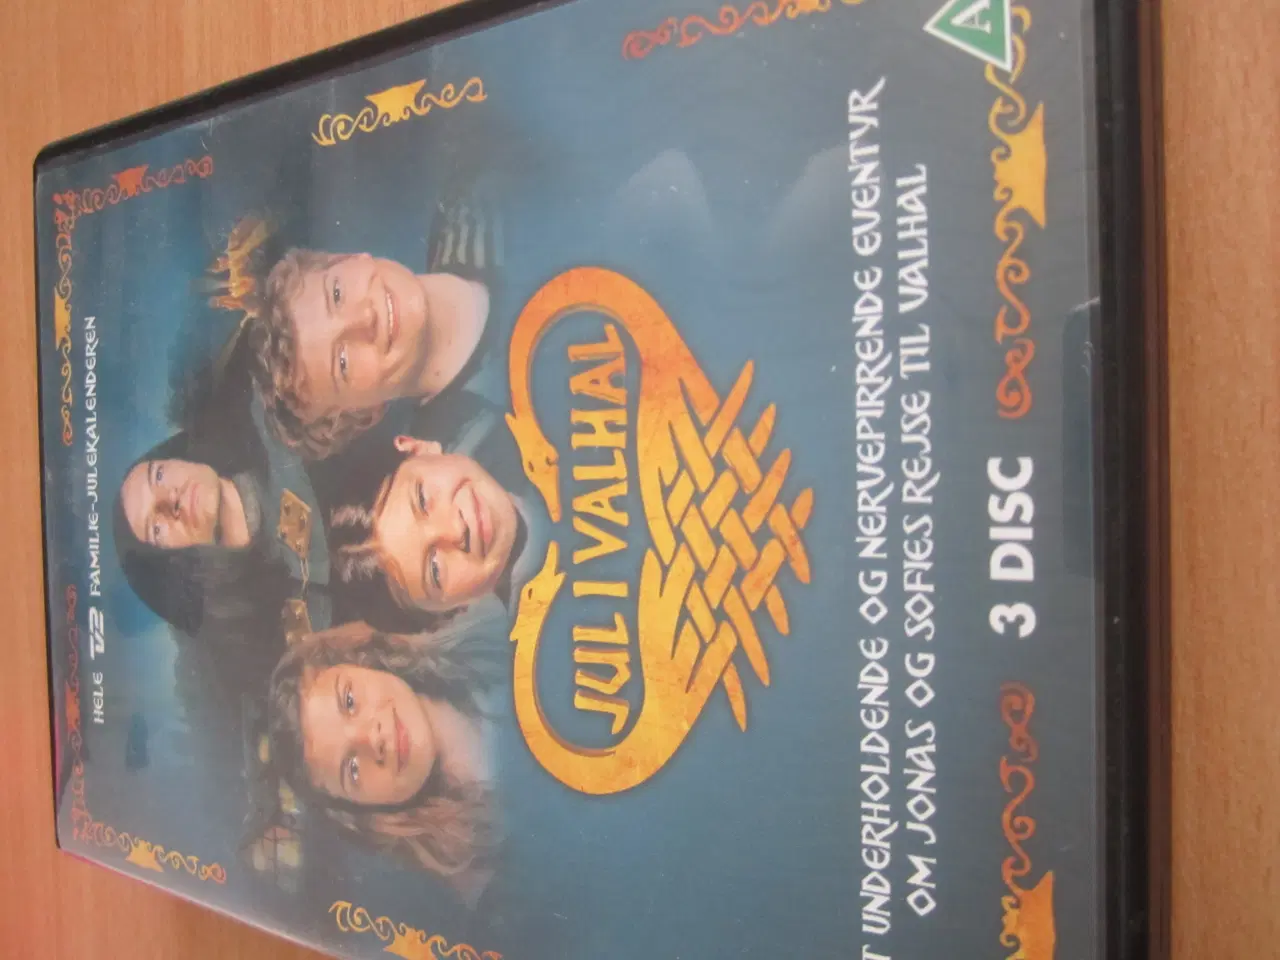 HELE TV2 FAMILIE-JULEKALENDEREN
JUL I VALHAL
T UNDERHOLDENDE OG NERVEPIRRENDE EVENTYR
OM JONAS OG SOFIES REJSE TIL VALHAL
3 DISC
A